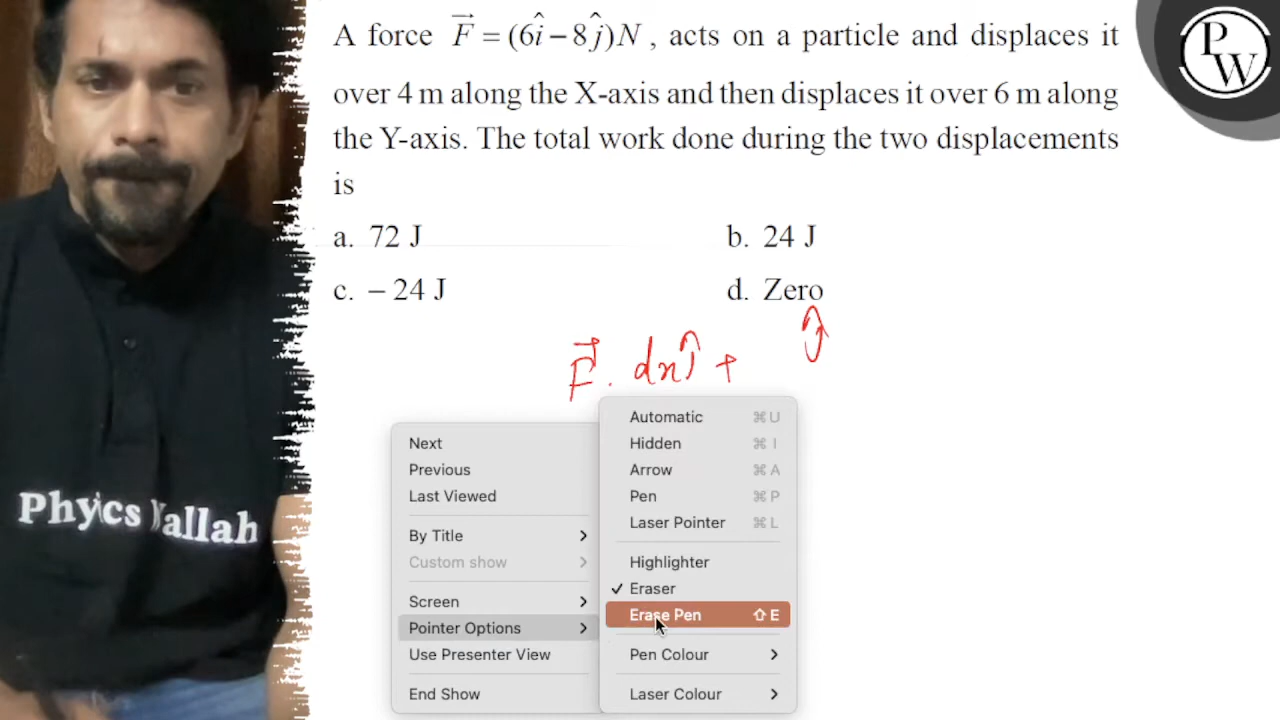 A force F⃗ = (6î − 8ĵ)N, acts on a particle and displaces it
over 4 m along the X-axis and then displaces it over 6 m along
the Y-axis. The total work done during the two displacements
is
a. 72 J
b. 24 J
c. – 24 J
d. Zero
PW
F⃗ . dx î +
ĵ
Automatic ⌘ U
Hidden ⌘ I
Arrow ⌘ A
Pen ⌘ P
Laser Pointer ⌘ L
Highlighter
✓ Eraser
Erase Pen ⇧ E
Pen Colour >
Laser Colour >
Next
Previous
Last Viewed
By Title >
Custom show >
Screen >
Pointer Options >
Use Presenter View
End Show
Physics Wallah